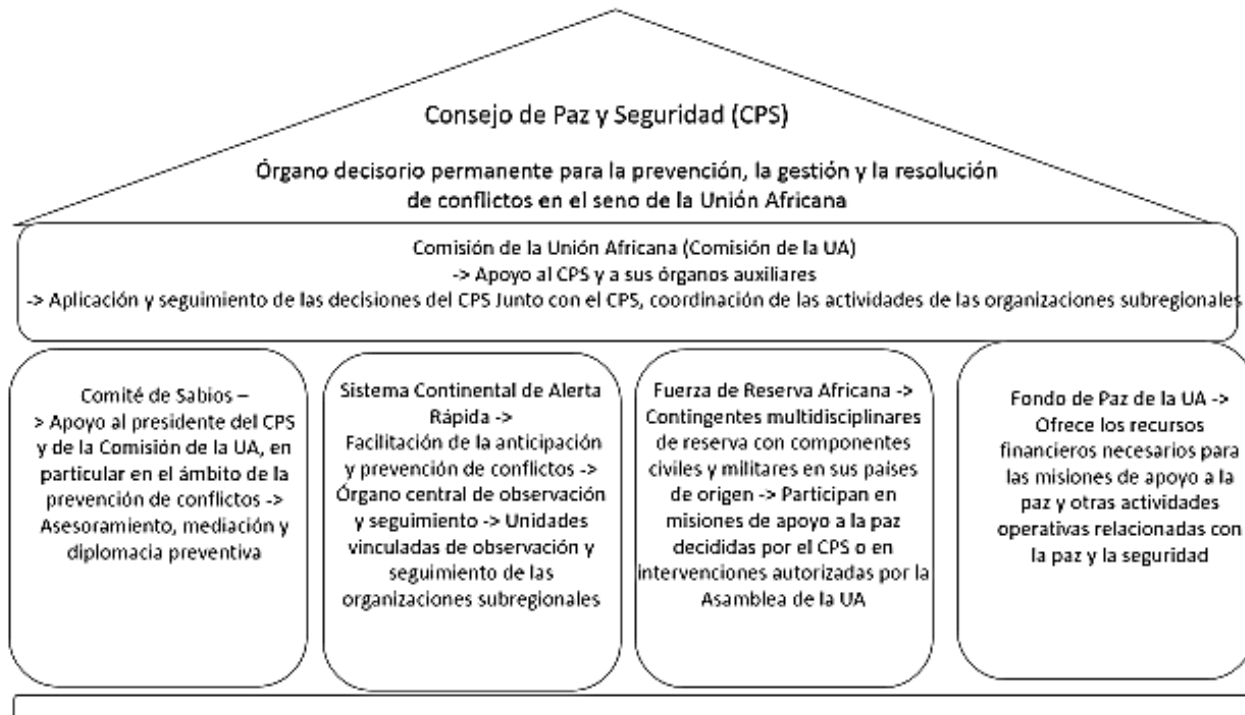 Consejo de Paz y Seguridad (CPS)
Órgano decisorio permanente para la prevención, la gestión y la resolución
de conflictos en el seno de la Unión Africana
Comisión de la Unión Africana (Comisión de la UA)
-> Apoyo al CPS y a sus órganos auxiliares
-> Aplicación y seguimiento de las decisiones del CPS Junto con el CPS, coordinación de las actividades de las organizaciones subregionales
Comité de Sabios –
> Apoyo al presidente del CPS
y de la Comisión de la UA, en
particular en el ámbito de la
prevención de conflictos ->
Asesoramiento, mediación y
diplomacia preventiva
Sistema Continental de Alerta
Rápida ->
Facilitación de la anticipación
y prevención de conflictos ->
Órgano central de observación
y seguimiento -> Unidades
vinculadas de observación y
seguimiento de las
organizaciones subregionales
Fuerza de Reserva Africana ->
Contingentes multidisciplinares
de reserva con componentes
civiles y militares en sus países
de origen -> Participan en
misiones de apoyo a la paz
decididas por el CPS o en
intervenciones autorizadas por la
Asamblea de la UA
Fondo de Paz de la UA ->
Ofrece los recursos
financieros necesarios para
las misiones de apoyo a la
paz y otras actividades
operativas relacionadas con
la paz y la seguridad